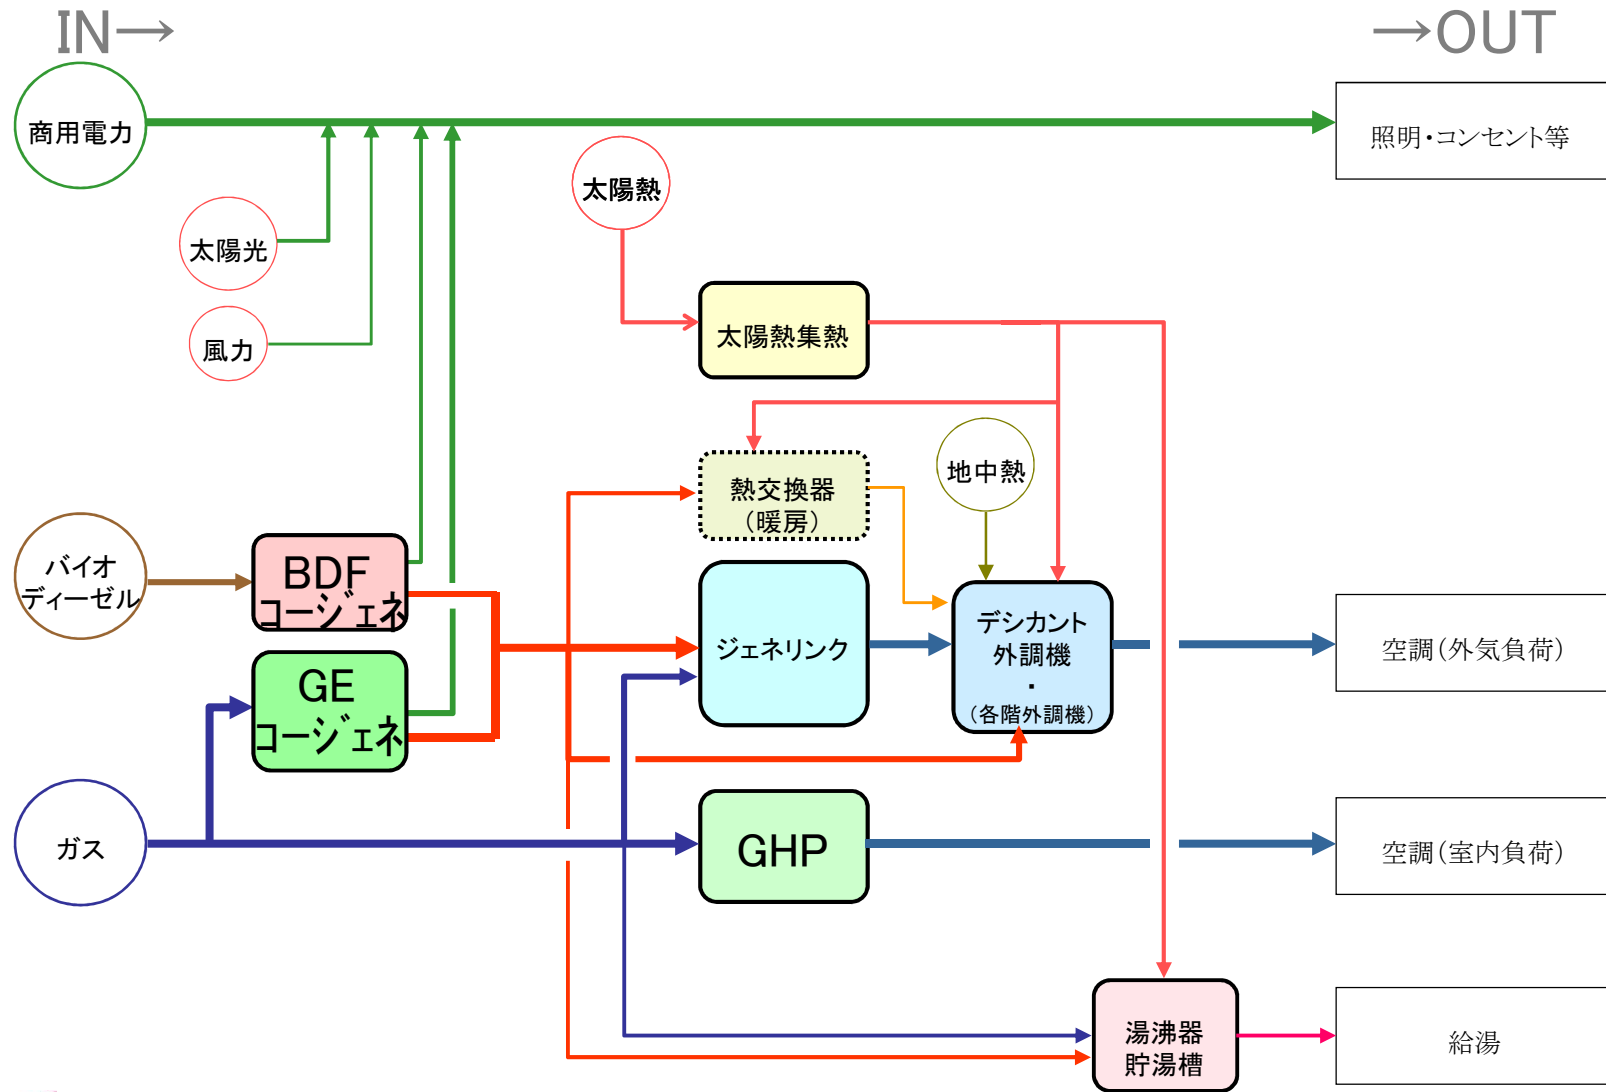 IN→
→OUT
商用電力
照明・コンセント等
太陽熱
太陽光
風力
太陽熱集熱
地中熱
熱交換器
（暖房）
バイオ
ディーゼル
BDF
コージェネ
ジェネリンク
デシカント
外調機
・
(各階外調機)
空調（外気負荷）
GE
コージェネ
ガス
GHP
空調（室内負荷）
湯沸器
貯湯槽
給湯